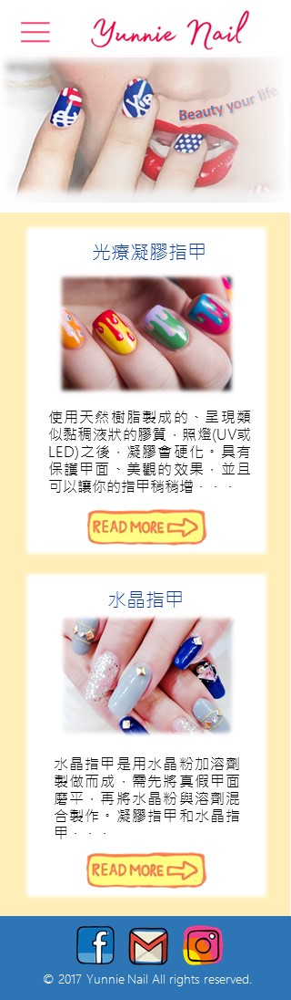 Yunnie Nail
Beauty your life
光療凝膠指甲
使用天然樹脂製成的、呈現類
似黏稠液狀的膠質，照燈(UV或
LED)之後，凝膠會硬化。具有
保護甲面、美觀的效果，並且
可以讓你的指甲稍稍增．．．
READ MORE
水晶指甲
水晶指甲是用水晶粉加溶劑
製做而成，需先將真假甲面
磨平，再將水晶粉與溶劑混
合製作。凝膠指甲和水晶指
甲．．．
READ MORE
© 2017 Yunnie Nail All rights reserved.